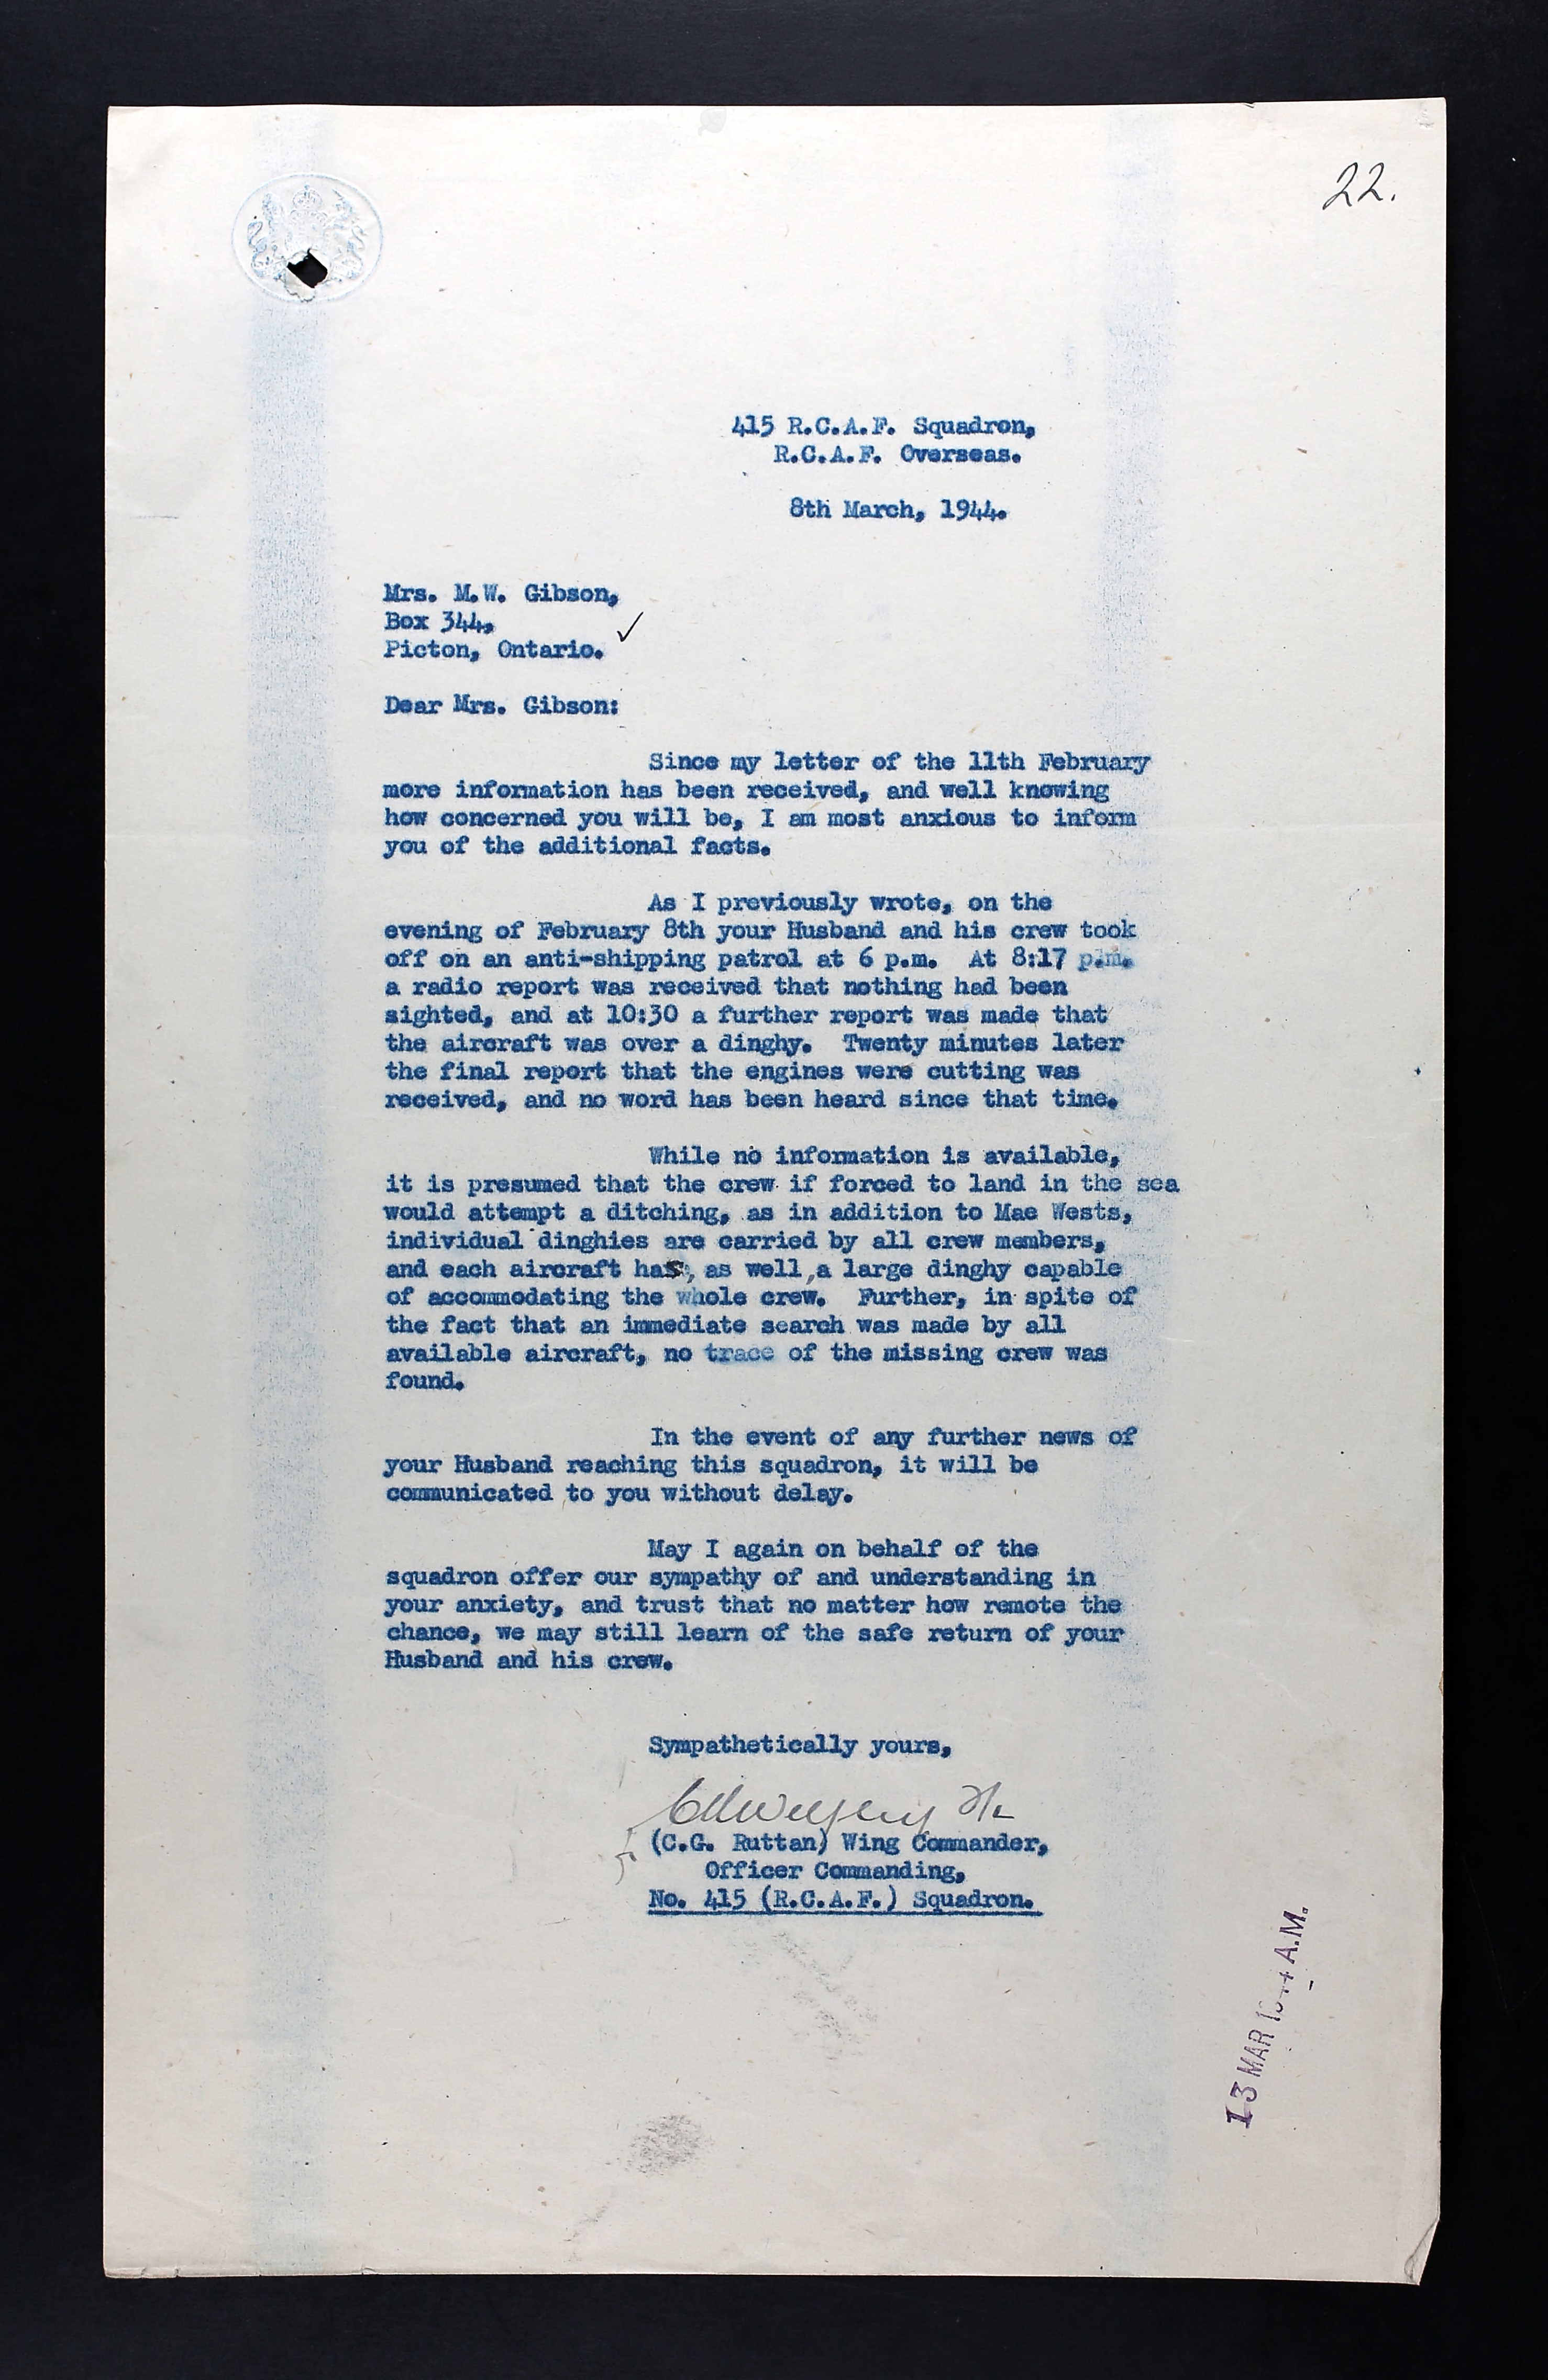 22.
415 R.C.A.F. Squadron,
R.C.A.F. Overseas.
8th March, 1944.
Mrs. M.W. Gibson,
Box 344,
Picton, Ontario.
Dear Mrs. Gibson:
Since my letter of the 11th February
more information has been received, and well knowing
how concerned you will be, I am most anxious to inform
you of the additional facts.
As I previously wrote, on the
evening of February 8th your Husband and his crew took
off on an anti-shipping patrol at 6 p.m. At 8:17 p.m.
a radio report was received that nothing had been
sighted, and at 10:30 a further report was made that
the aircraft was over a dinghy. Twenty minutes later
the final report that the engines were cutting was
received, and no word has been heard since that time.
While no information is available,
it is presumed that the crew if forced to land in the sea
would attempt a ditching, as in addition to Mae Wests,
individual dinghies are carried by all crew members,
and each aircraft has, as well, a large dinghy capable
of accommodating the whole crew. Further, in spite of
the fact that an immediate search was made by all
available aircraft, no trace of the missing crew was
found.
In the event of any further news of
your Husband reaching this squadron, it will be
communicated to you without delay.
May I again on behalf of the
squadron offer our sympathy of and understanding in
your anxiety, and trust that no matter how remote the
chance, we may still learn of the safe return of your
Husband and his crew.
Sympathetically yours,
(C.G. Ruttan) Wing Commander,
Officer Commanding,
No. 415 (R.C.A.F.) Squadron.
13 MAR A.M.